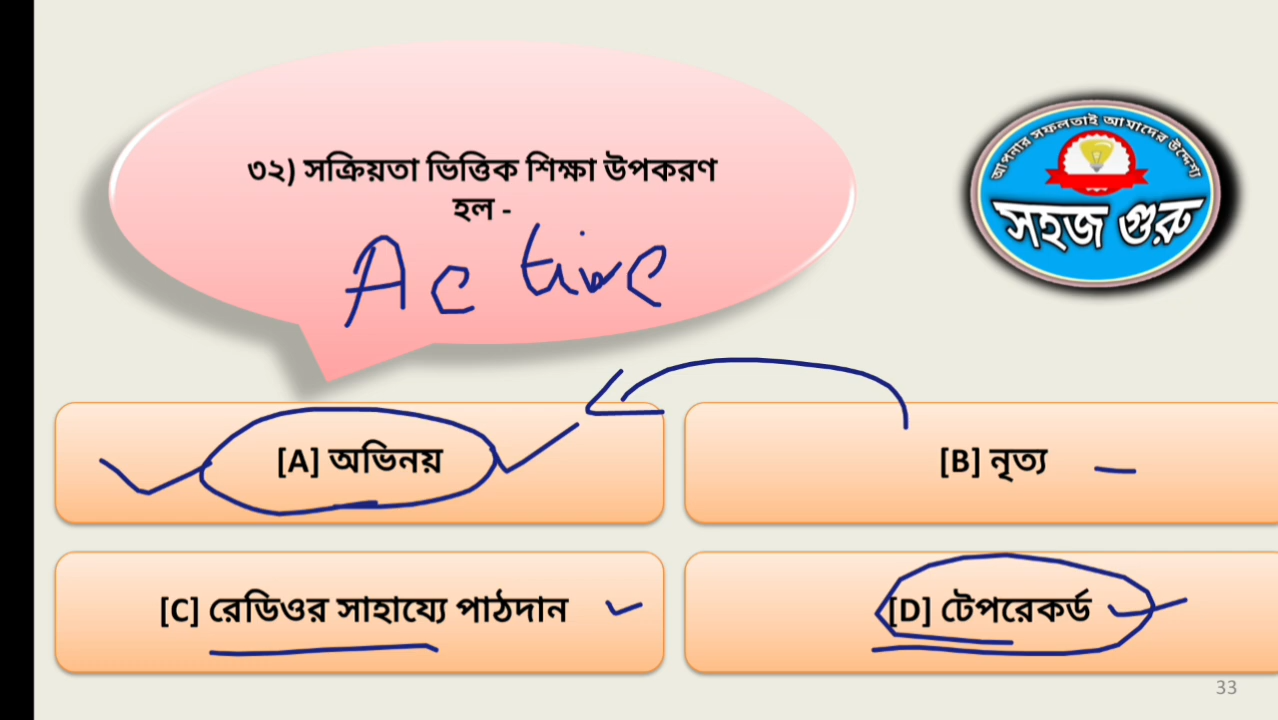 ৩২) সক্রিয়তা ভিত্তিক শিক্ষা উপকরণ
হল -
Active
আপনার সফলতাই আমাদের উদ্দেশ্য
সহজ গুরু
[A] অভিনয়
[B] নৃত্য
[C] রেডিওর সাহায্যে পাঠদান
[D] টেপরেকর্ড
33